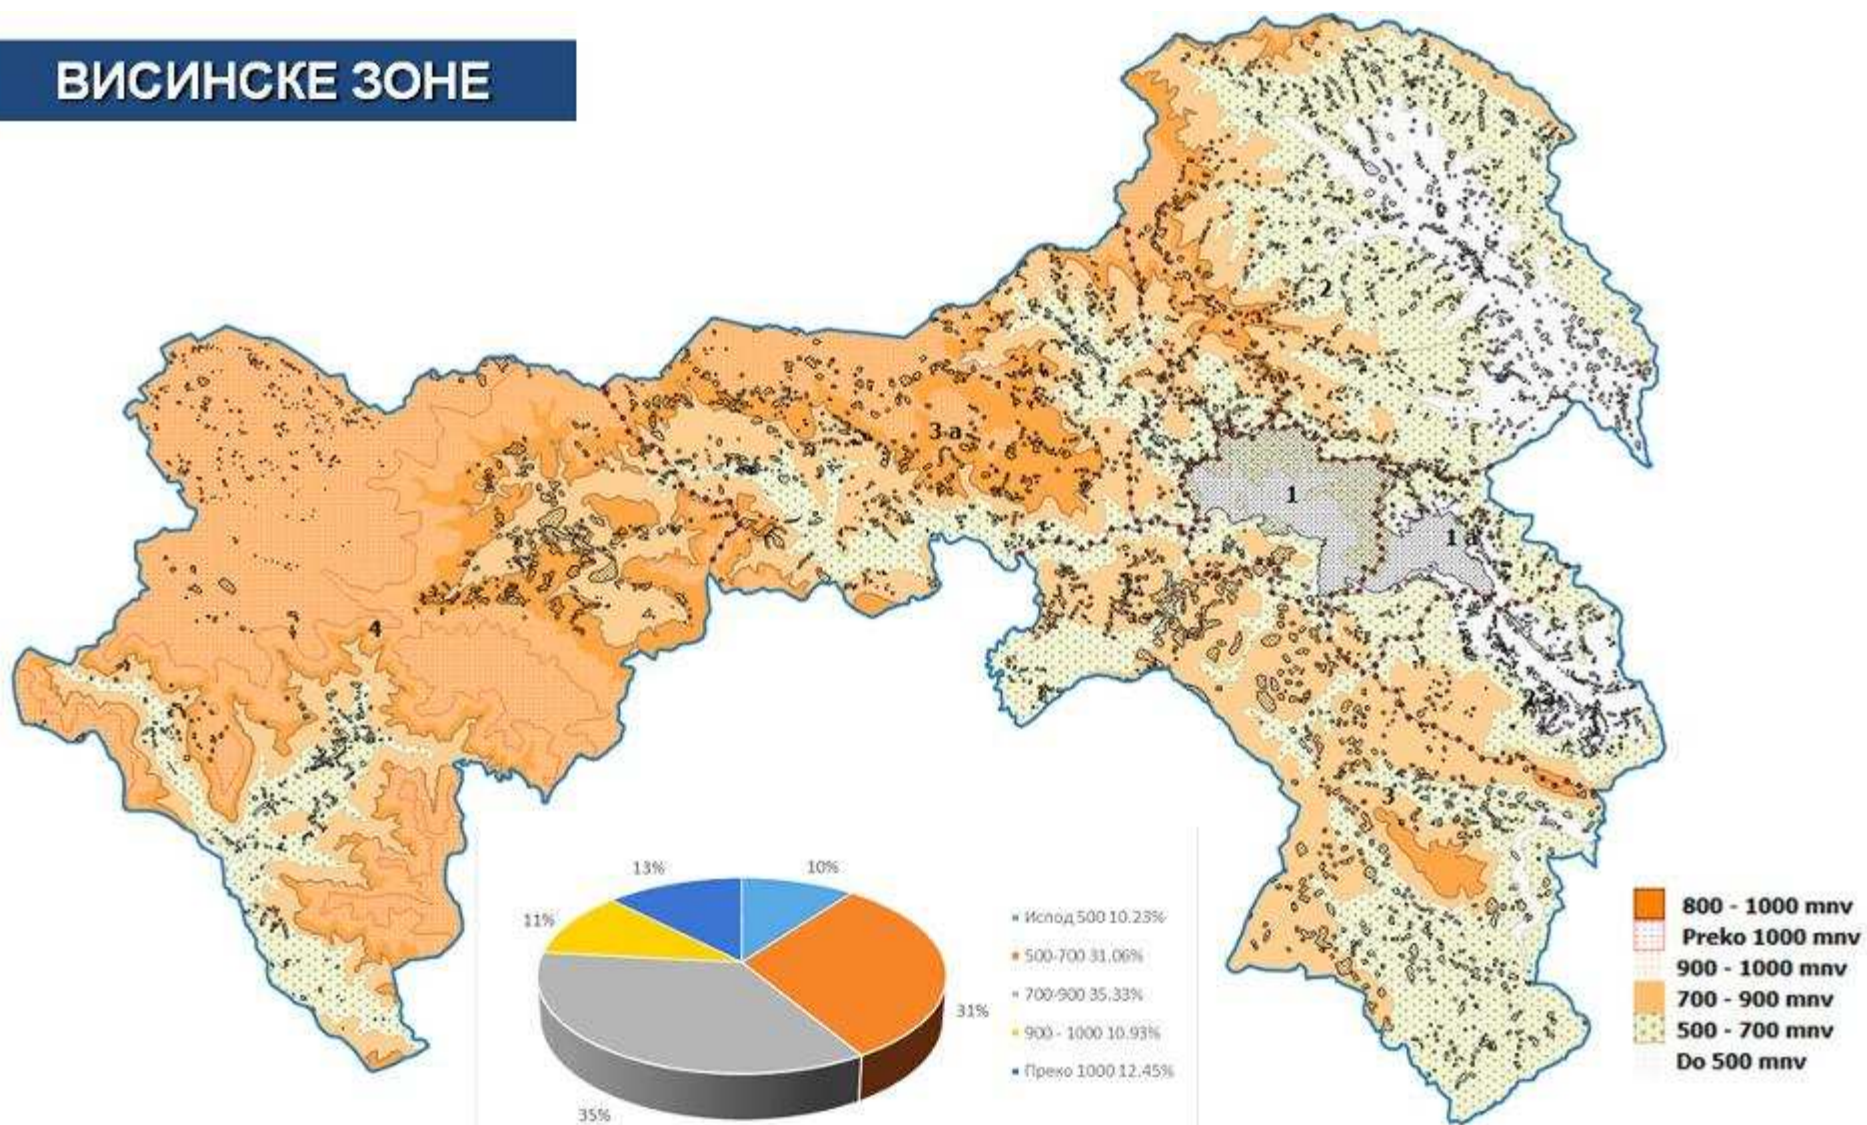 ВИСИНСКЕ ЗОНЕ
2
3 a
1
1 a
4
3
13%
10%
11%
31%
35%
Испод 500 10.23%
500-700 31.06%
700-900 35.33%
900 - 1000 10.93%
Преко 1000 12.45%
800 - 1000 mnv
Preko 1000 mnv
900 - 1000 mnv
700 - 900 mnv
500 - 700 mnv
Do 500 mnv